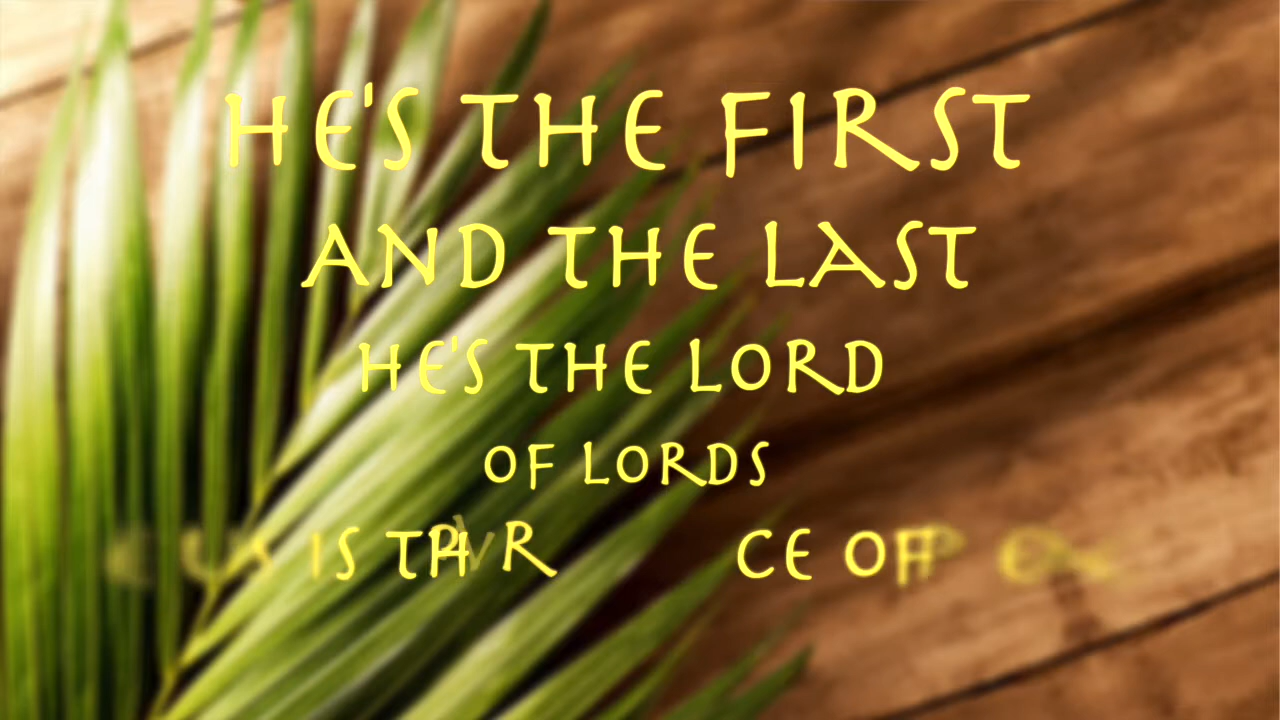 HE'S THE FIRST
AND THE LAST
HE'S THE LORD
OF LORDS
IS